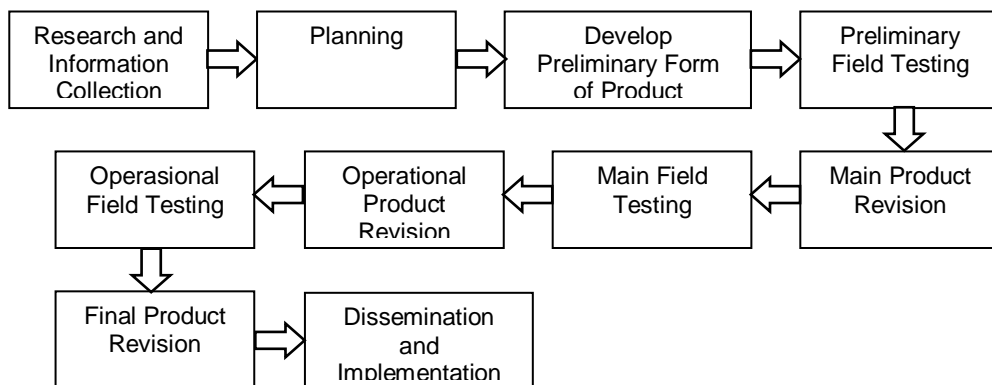 Research and
Information
Collection
Planning
Develop
Preliminary Form
of Product
Preliminary
Field Testing
Main Product
Revision
Main Field
Testing
Operational
Product
Revision
Operasional
Field Testing
Final Product
Revision
Dissemination
and
Implementation